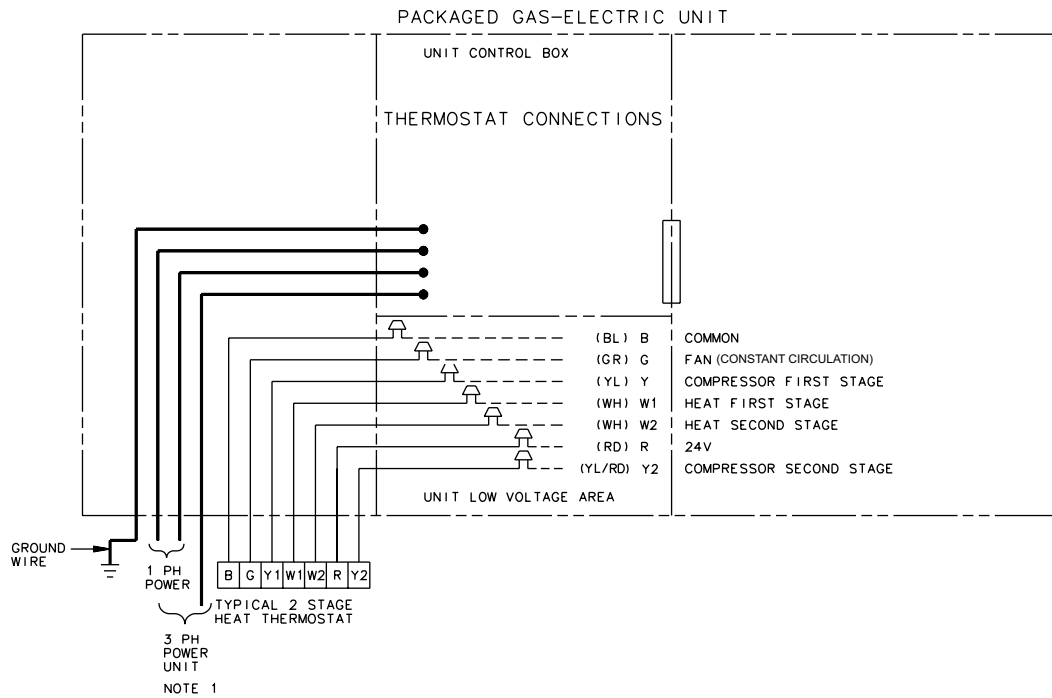 PACKAGED GAS-ELECTRIC UNIT
UNIT CONTROL BOX
THERMOSTAT CONNECTIONS
(BL) B COMMON
(GR) G FAN (CONSTANT CIRCULATION)
(YL) Y COMPRESSOR FIRST STAGE
(WH) W1 HEAT FIRST STAGE
(WH) W2 HEAT SECOND STAGE
(RD) R 24V
(YL/RD) Y2 COMPRESSOR SECOND STAGE
UNIT LOW VOLTAGE AREA
GROUND
WIRE
1 PH
POWER
B G Y1 W1 W2 R Y2
TYPICAL 2 STAGE
HEAT THERMOSTAT
3 PH
POWER
UNIT
NOTE 1